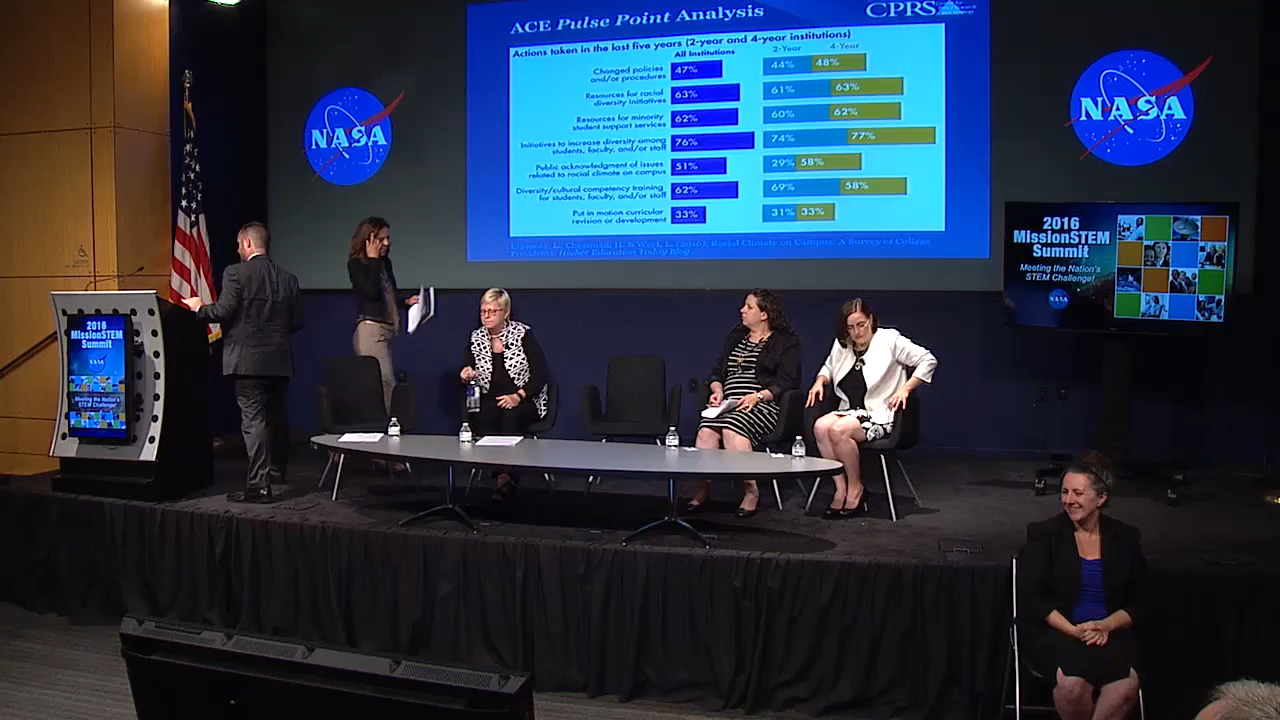 ACE Pulse Point Analysis
CPRS
Actions taken in the last five years (2-year and 4-year institutions)
All Institutions
2-Year
4-Year
Changed policies
and/or procedures
47%
44%
48%
Resources for racial
diversity initiatives
63%
61%
63%
Resources for minority
student support services
62%
60%
62%
Initiatives to increase diversity among
students, faculty, and/or staff
76%
74%
77%
Public acknowledgment of issues
related to racial climate on campus
51%
29%
58%
Diversity/cultural competency training
for students, faculty, and/or staff
62%
69%
58%
Put in motion curricular
revision or development
33%
31%
33%
Espinosa, L., Chessman, H. & Wayt, L. (2016). Racial Climate on Campus: A Survey of College
Presidents. Higher Education Today Blog.
NASA
NASA
2016
MissionSTEM
Summit
Meeting the Nation's
STEM Challenge!
NASA
2016
MissionSTEM
Summit
NASA
Meeting the Nation's
STEM Challenge!